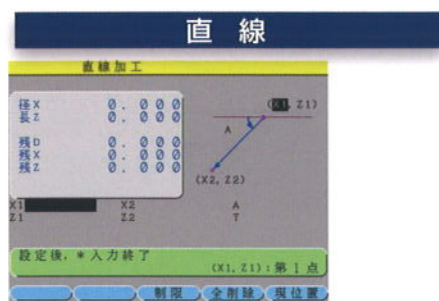 直線
直線加工
径X 0.000
長Z 0.000
残D 0.000
残X 0.000
残Z 0.000
(X1, Z1)
A
(X2, Z2)
X1 X2 A
Z1 Z2 T
設定後，＊入力終了
(X1, Z1)：第1点
制限 全削除 現位置